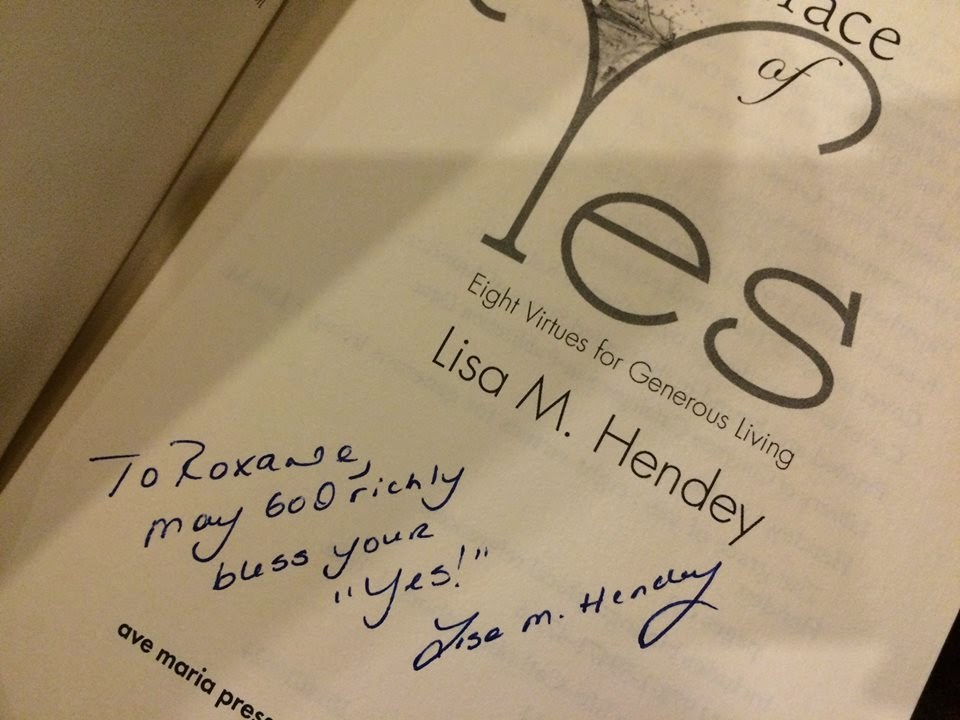 of
Yes
Eight Virtues for Generous Living
Lisa M. Hendey
To Roxane,
may GOD richly
bless your
"Yes!"
Lisa M. Hendey
ave maria press